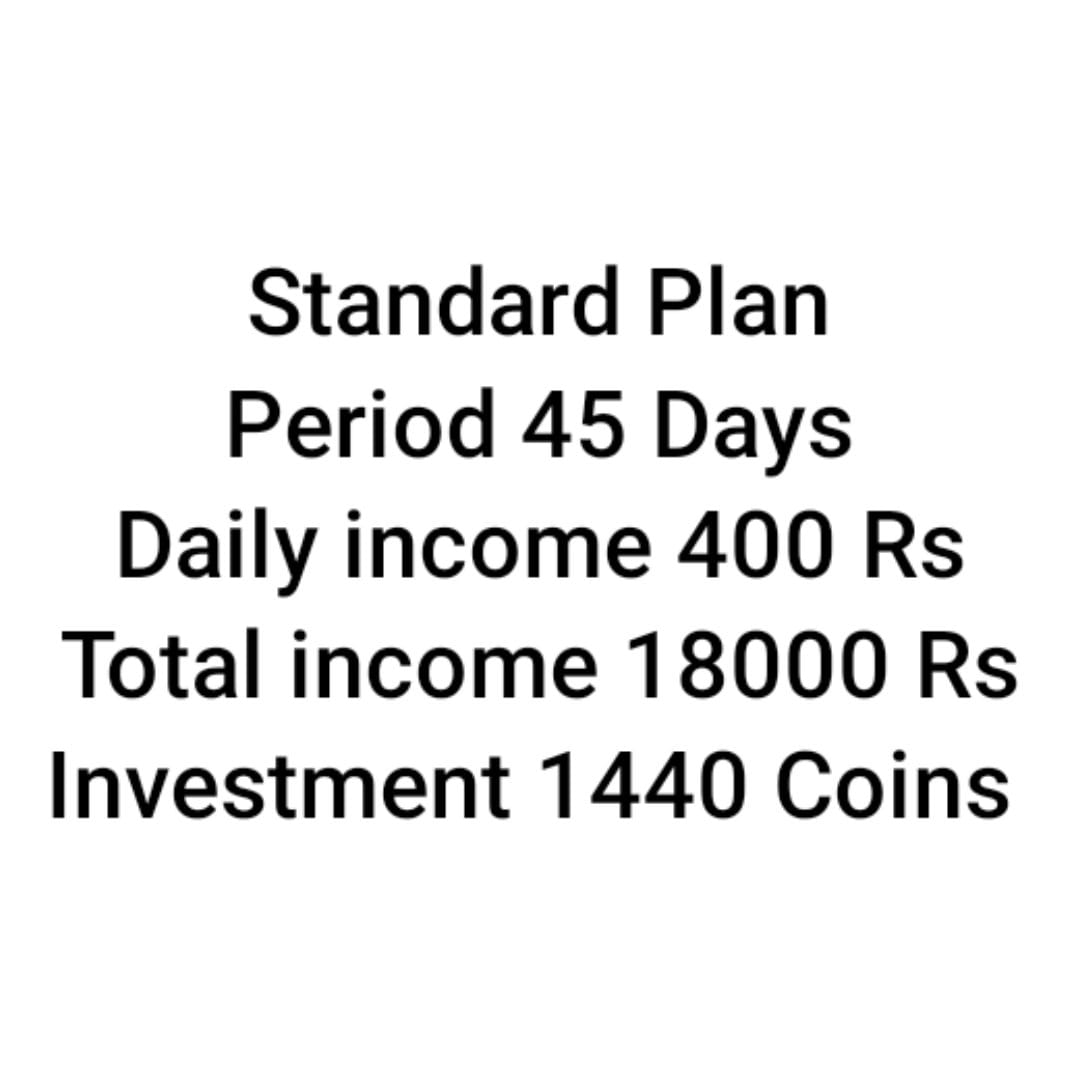 Standard Plan
Period 45 Days
Daily income 400 Rs
Total income 18000 Rs
Investment 1440 Coins